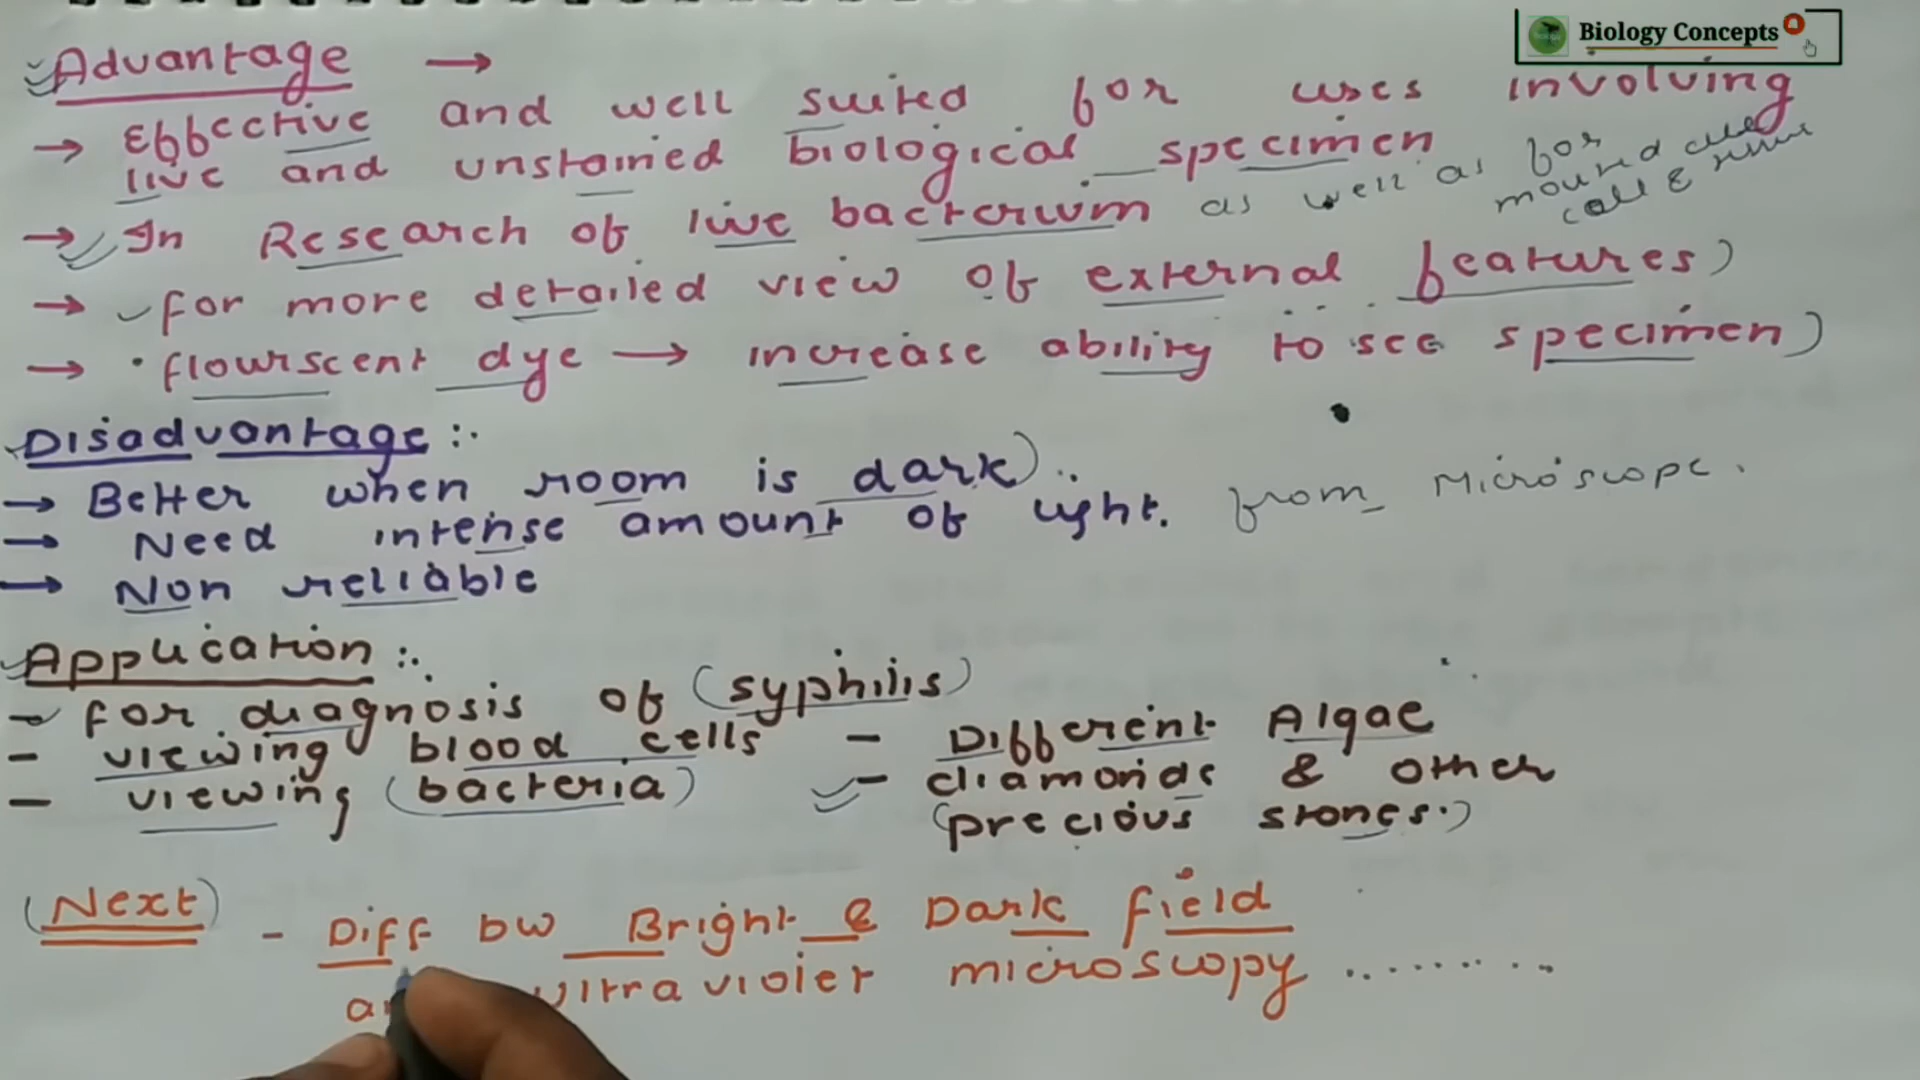 Biology Concepts
Advantage →
→ Effective and well suited for uses involving
live and unstained biological specimen
→ In Research of live bacterium as well as for
mounted cell &
→ for more detailed view of external features)
→ flourscent dye → increase ability to see specimen)
Disadvantage :-
→ Better when room is dark)
→ Need intense amount of light. from Microscope.
→ Non reliable
Application :-
- for diagnosis of (syphilis)
- viewing blood cells
- viewing (bacteria)
- Different Algae
- diamonds & other
(precious stones.)
(Next)
- Diff bw Bright & Dark field
ultraviolet microscopy .........